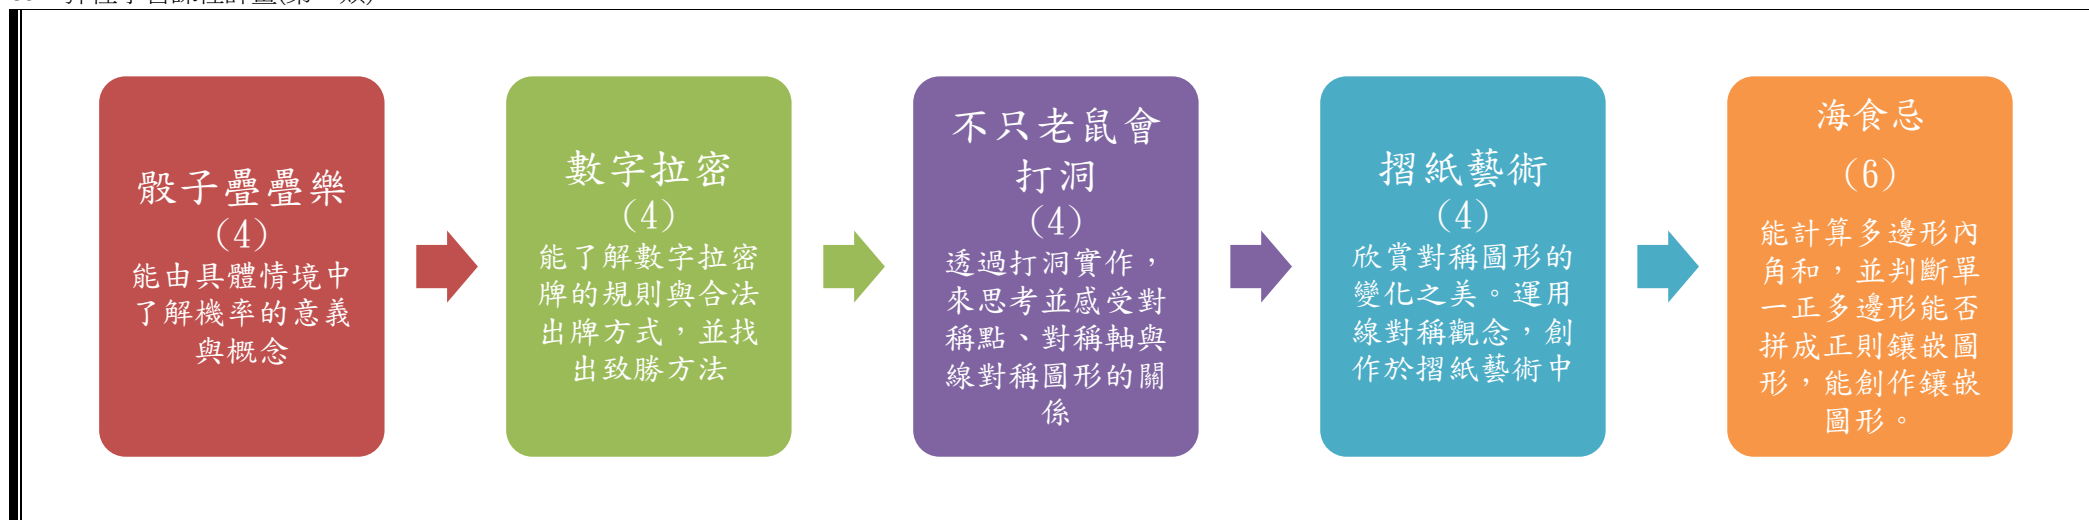 骰子疊疊樂
(4)
能由具體情境中
了解機率的意義
與概念
數字拉密
(4)
能了解數字拉密
牌的規則與合法
出牌方式，並找
出致勝方法
不只老鼠會
打洞
(4)
透過打洞實作，
來思考並感受對
稱點、對稱軸與
線對稱圖形的關
係
摺紙藝術
(4)
欣賞對稱圖形的
變化之美。運用
線對稱觀念，創
作於摺紙藝術中
海食忌
(6)
能計算多邊形內
角和，並判斷單
一正多邊形能否
拼成正則鑲嵌圖
形，能創作鑲嵌
圖形。